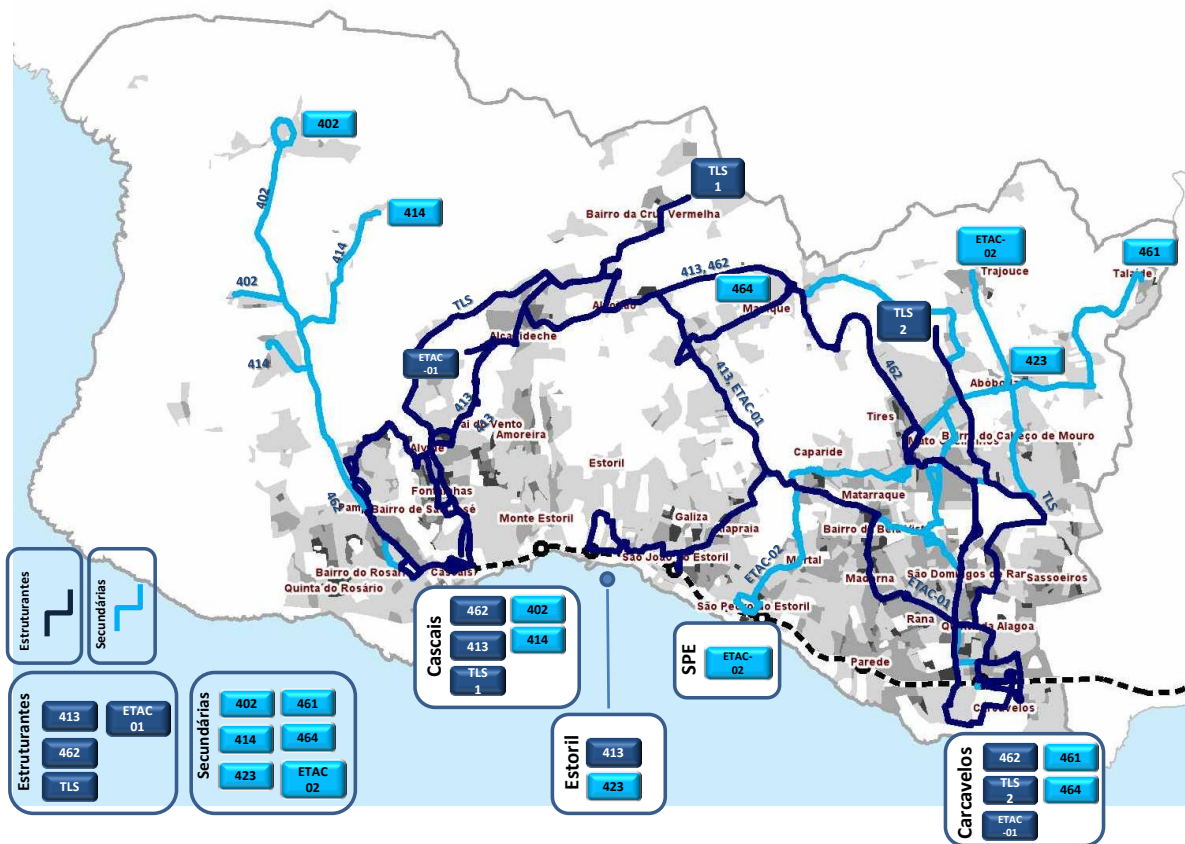 402
414
TLS
1
Bairro da Cruz Vermelha
402
414
402
414
462
TLS
413, 462
464
Manique
ETAC-
02
Trajouce
461
Talaíde
TLS
2
423
Abóboda
Alcabideche
ETAC
-01
413
413
Amoreira
413, ETAC-01
462
Tires
Bairro do Cabeço de Mouro
Estoril
Caparide
Matarraque
TLS
Bairro de São José
Monte Estoril
Galiza
São João do Estoril
ETAC-02
Murtal
Bairro do Rosário
Quinta do Rosário
Cascais
São Domingos de Rana
Sassoeiros
Madorna
ETAC-01
Rana
Quinta da Alagoa
São Pedro do Estoril
Parede
Carcavelos
Estruturantes
Secundárias
Estruturantes
413
ETAC
01
462
TLS
Secundárias
402
461
414
464
423
ETAC
02
Cascais
462
402
413
414
TLS
1
Estoril
413
423
SPE
ETAC-
02
Carcavelos
462
461
TLS
2
464
ETAC
-01